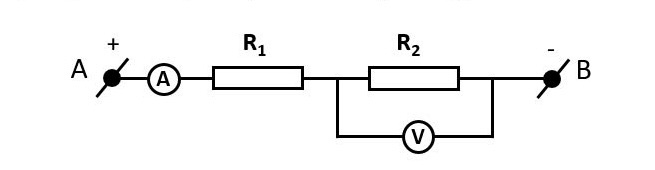 + R₁ R₂ -
A A B
V